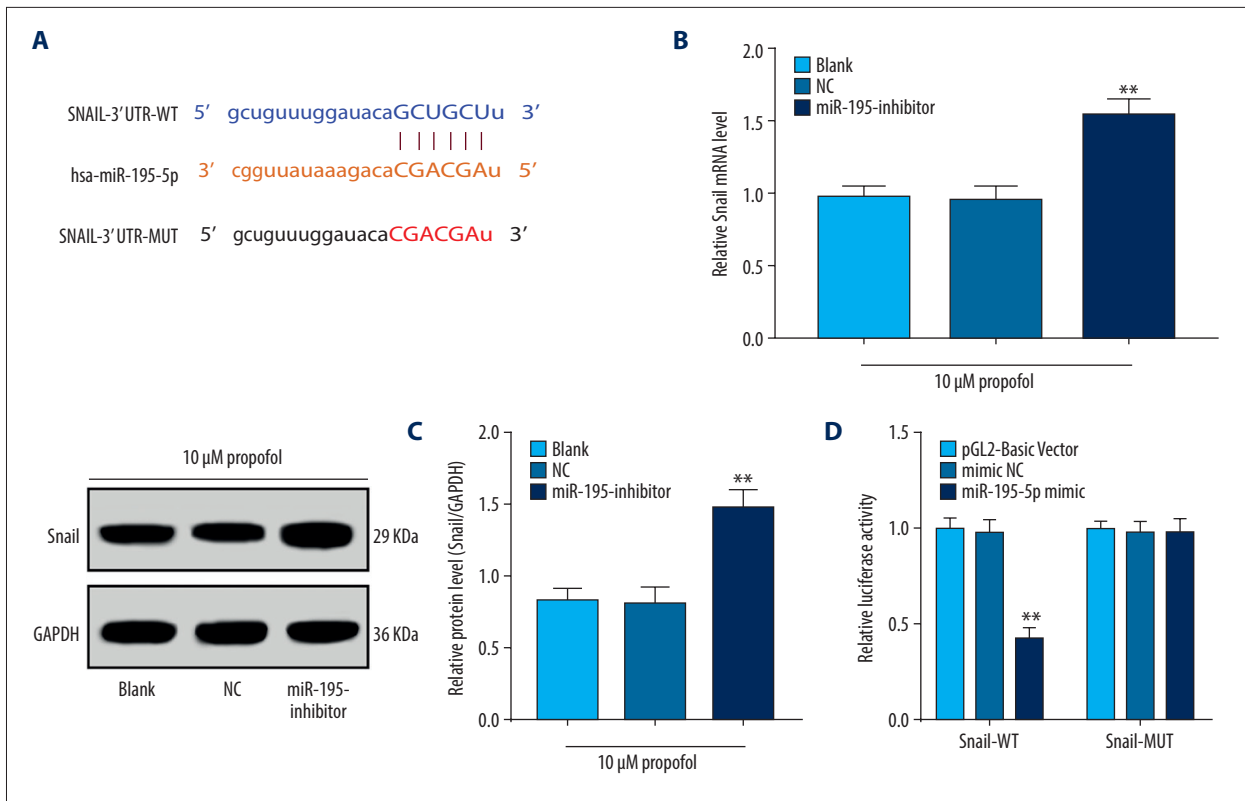 A
SNAIL-3'UTR-WT 5' gcuguuuggauacaGCUGCUu 3'
hsa-miR-195-5p 3' cgguuauaaagacaCGACGAu 5'
SNAIL-3'UTR-MUT 5' gcuguuuggauacaCGACGAu 3'
B
Relative Snail mRNA level
2.0
1.5
1.0
0.5
0.0
Blank
NC
miR-195-inhibitor
**
10 µM propofol
10 µM propofol
Snail
29 KDa
GAPDH
36 KDa
Blank NC miR-195-
inhibitor
C
Relative protein level (Snail/GAPDH)
2.0
1.5
1.0
0.5
0.0
Blank
NC
miR-195-inhibitor
**
10 µM propofol
D
Relative luciferase activity
1.5
1.0
0.5
0.0
pGL2-Basic Vector
mimic NC
miR-195-5p mimic
**
Snail-WT Snail-MUT